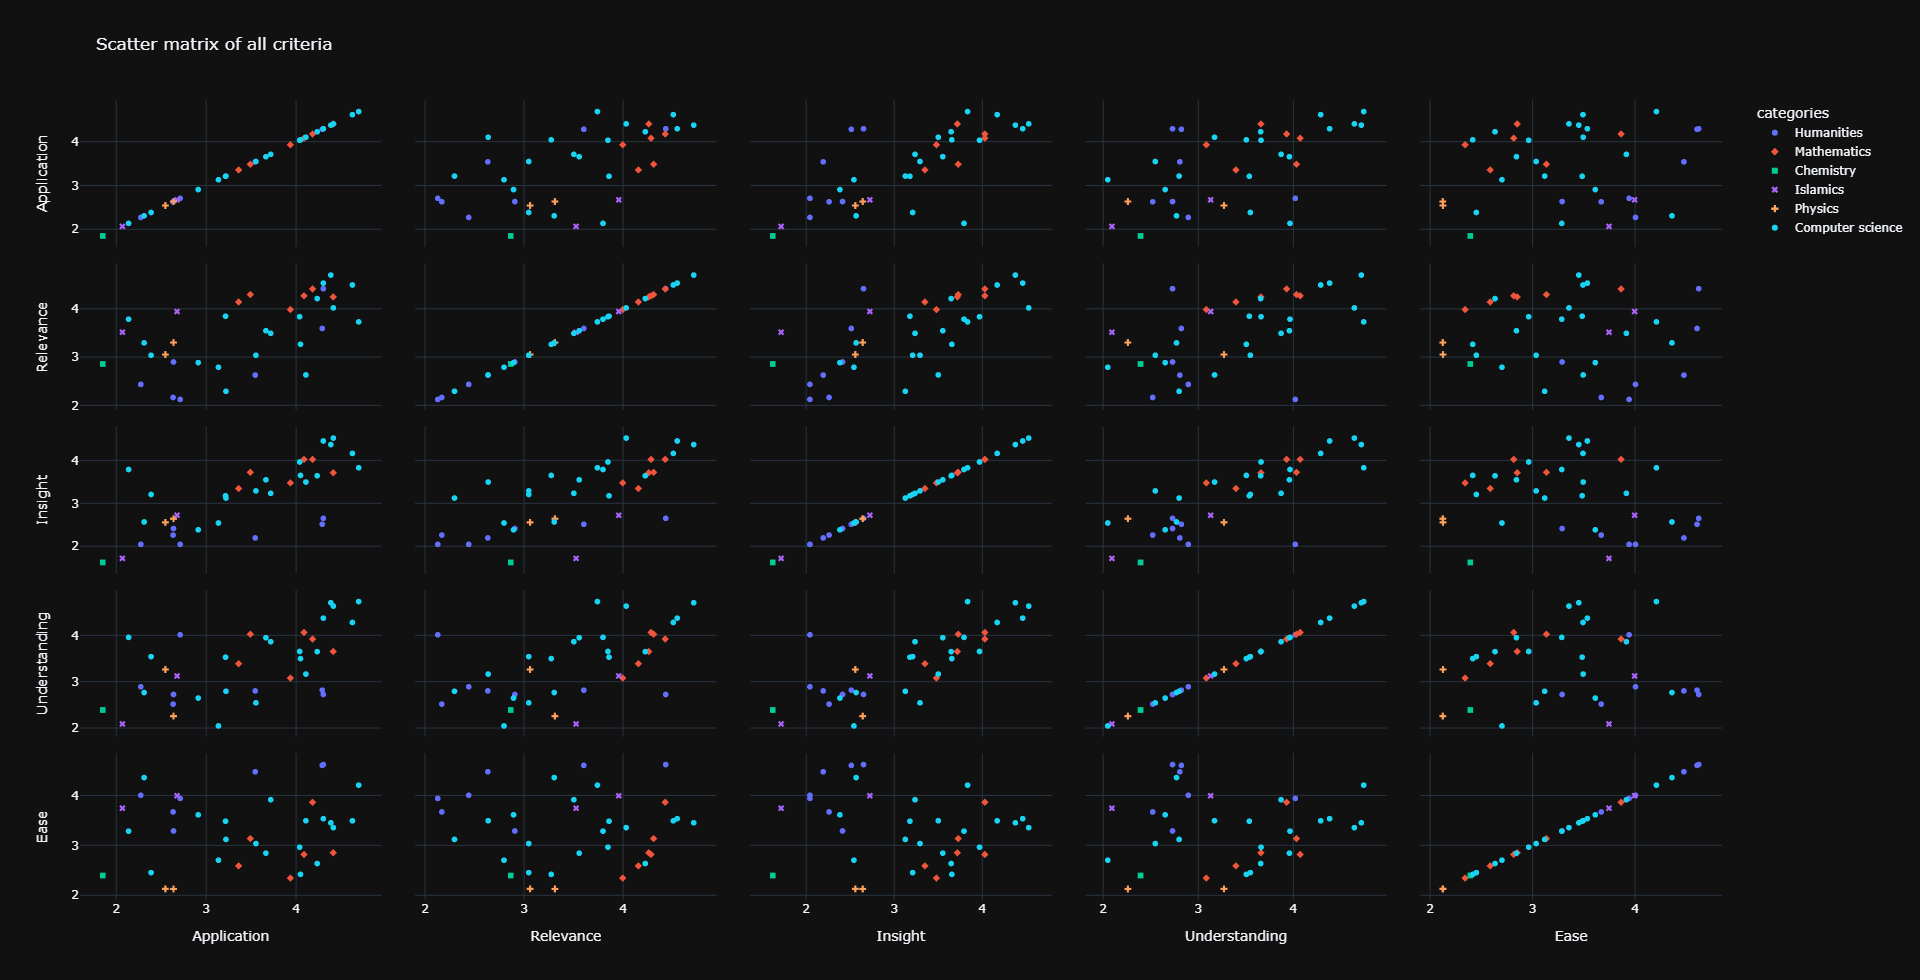 Scatter matrix of all criteria
categories
Humanities
Mathematics
Chemistry
Islamics
Physics
Computer science
Application
4
3
2
Relevance
4
3
2
Insight
4
3
2
Understanding
4
3
2
Ease
4
3
2
2 3 4 2 3 4 2 3 4 2 3 4 2 3 4
Application Relevance Insight Understanding Ease